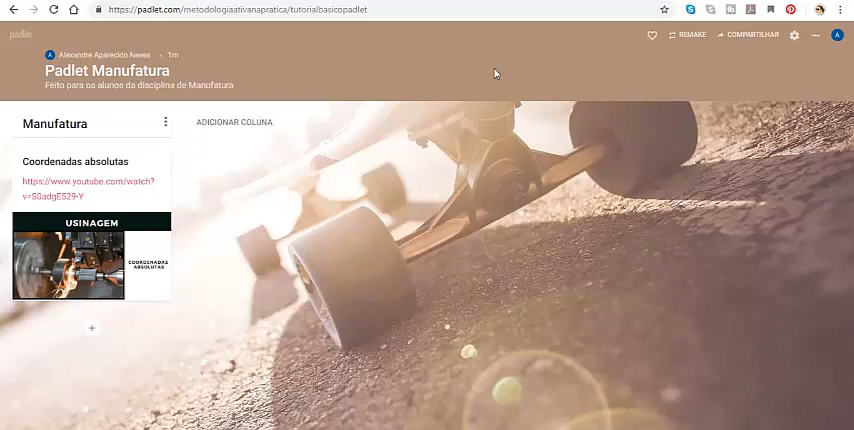 https://padlet.com/metodologiaativanapratica/tutorialbasicopadlet
padlet
REMAKE
COMPARTILHAR
A
A Alexandre Aparecido Neves • 1m
Padlet Manufatura
Feito para os alunos da disciplina de Manufatura
Manufatura
ADICIONAR COLUNA
Coordenadas absolutas
https://www.youtube.com/watch?
v=S0adgE529-Y
USINAGEM
COORDENADAS
ABSOLUTAS